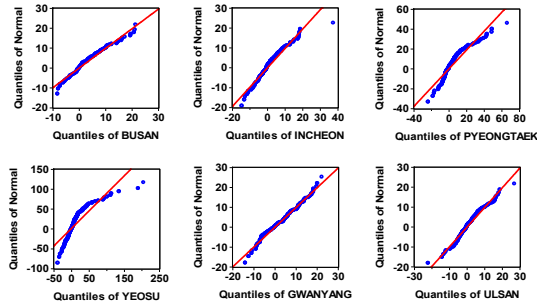 Quantiles of Normal
30
20
10
0
-10
-20
-10 0 10 20 30
Quantiles of BUSAN
Quantiles of Normal
30
20
10
0
-10
-20
-20 -10 0 10 20 30 40
Quantiles of INCHEON
Quantiles of Normal
60
40
20
0
-20
-40
-40 0 40 80
Quantiles of PYEONGTAEK
Quantiles of Normal
150
100
50
0
-50
-100
-50 0 50 100 150 200 250
Quantiles of YEOSU
Quantiles of Normal
30
20
10
0
-10
-20
-20 -10 0 10 20 30
Quantiles of GWANYANG
Quantiles of Normal
30
20
10
0
-10
-20
-30 -20 -10 0 10 20 30
Quantiles of ULSAN